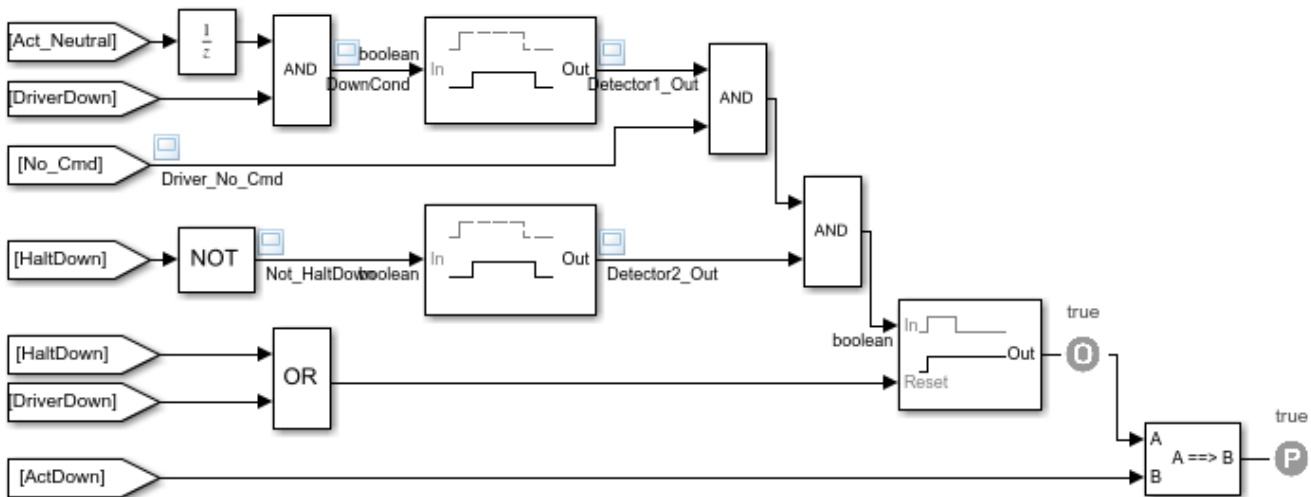 [Act_Neutral]
1
z
AND
boolean
In
Out
DownCond
Detector1_Out
AND
[DriverDown]
[No_Cmd]
Driver_No_Cmd
AND
[HaltDown]
NOT
Not_HaltDown
boolean
In
Out
Detector2_Out
[HaltDown]
[DriverDown]
OR
boolean
In
Out
Reset
true
O
[ActDown]
A
B
A ==> B
true
P